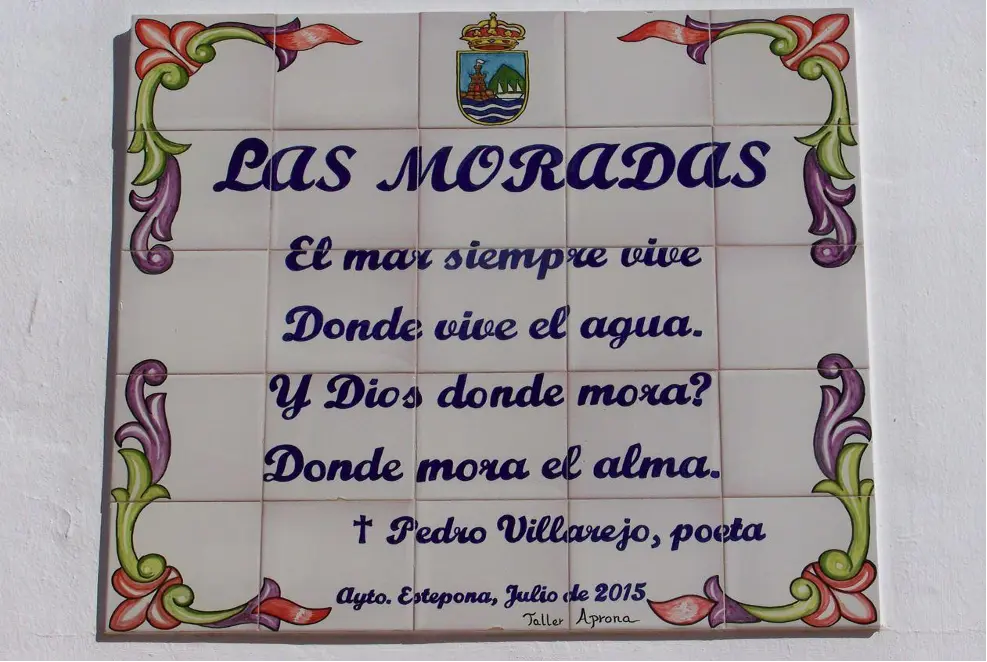 LAS MORADAS
El mar siempre vive
Donde vive el agua.
Y Dios donde mora?
Donde mora el alma.
† Pedro Villarejo, poeta
Ayto. Estepona, Julio de 2015
Taller Aprona